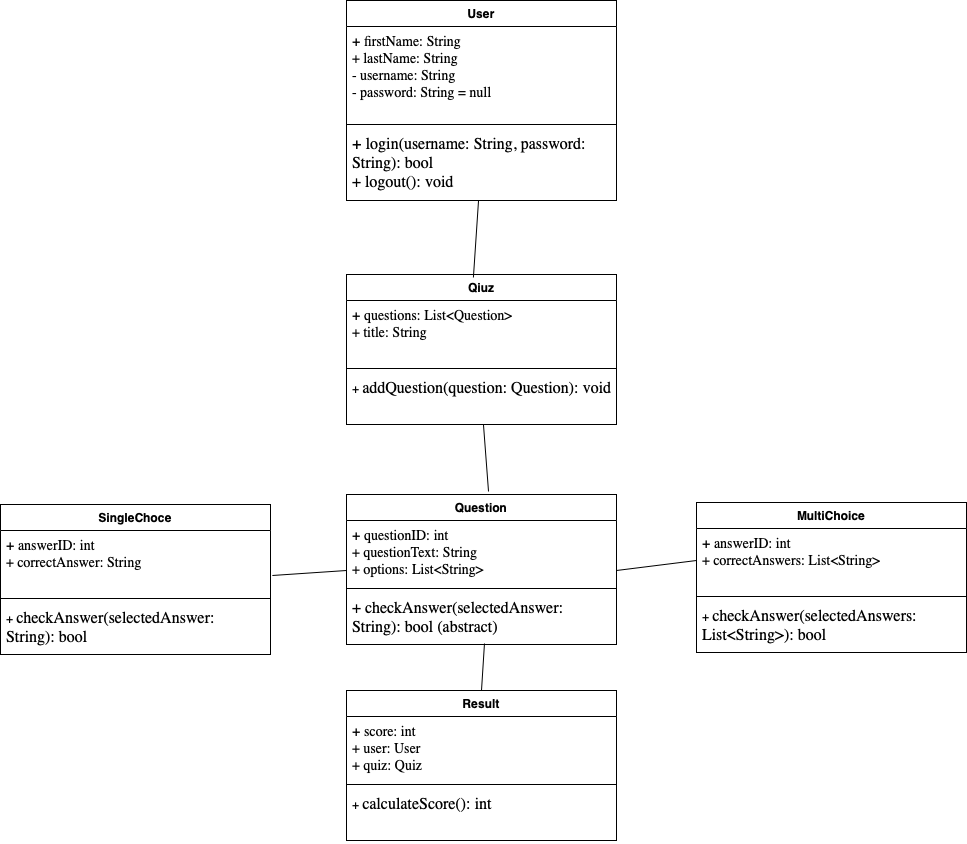 User
+ firstName: String
+ lastName: String
- username: String
- password: String = null
+ login(username: String, password:
String): bool
+ logout(): void
Qiuz
+ questions: List<Question>
+ title: String
+ addQuestion(question: Question): void
SingleChoce
+ answerID: int
+ correctAnswer: String
+ checkAnswer(selectedAnswer:
String): bool
Question
+ questionID: int
+ questionText: String
+ options: List<String>
+ checkAnswer(selectedAnswer:
String): bool (abstract)
MultiChoice
+ answerID: int
+ correctAnswers: List<String>
+ checkAnswer(selectedAnswers:
List<String>): bool
Result
+ score: int
+ user: User
+ quiz: Quiz
+ calculateScore(): int